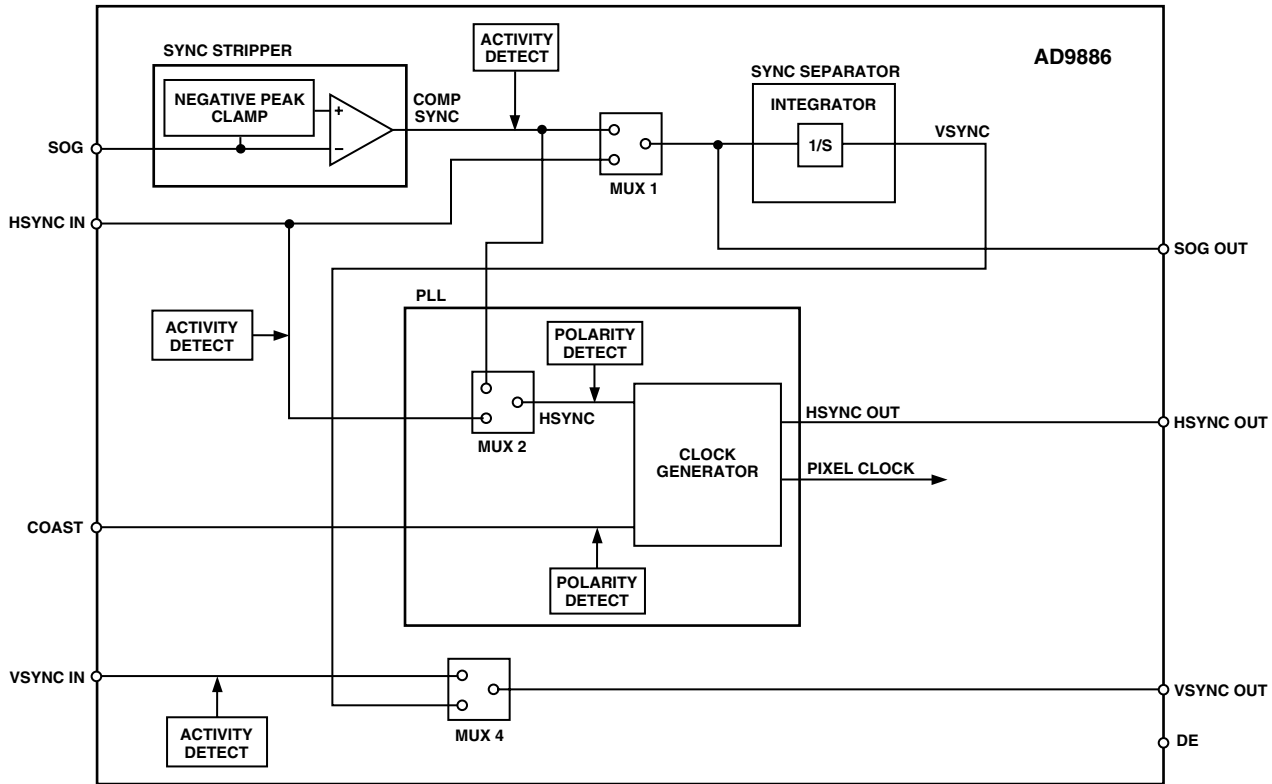 AD9886
SYNC STRIPPER
NEGATIVE PEAK
CLAMP
+
−
COMP
SYNC
ACTIVITY
DETECT
SYNC SEPARATOR
INTEGRATOR
1/S
VSYNC
SOG
MUX 1
HSYNC IN
SOG OUT
ACTIVITY
DETECT
PLL
POLARITY
DETECT
HSYNC
MUX 2
CLOCK
GENERATOR
HSYNC OUT
HSYNC OUT
PIXEL CLOCK
COAST
POLARITY
DETECT
VSYNC IN
ACTIVITY
DETECT
MUX 4
VSYNC OUT
DE